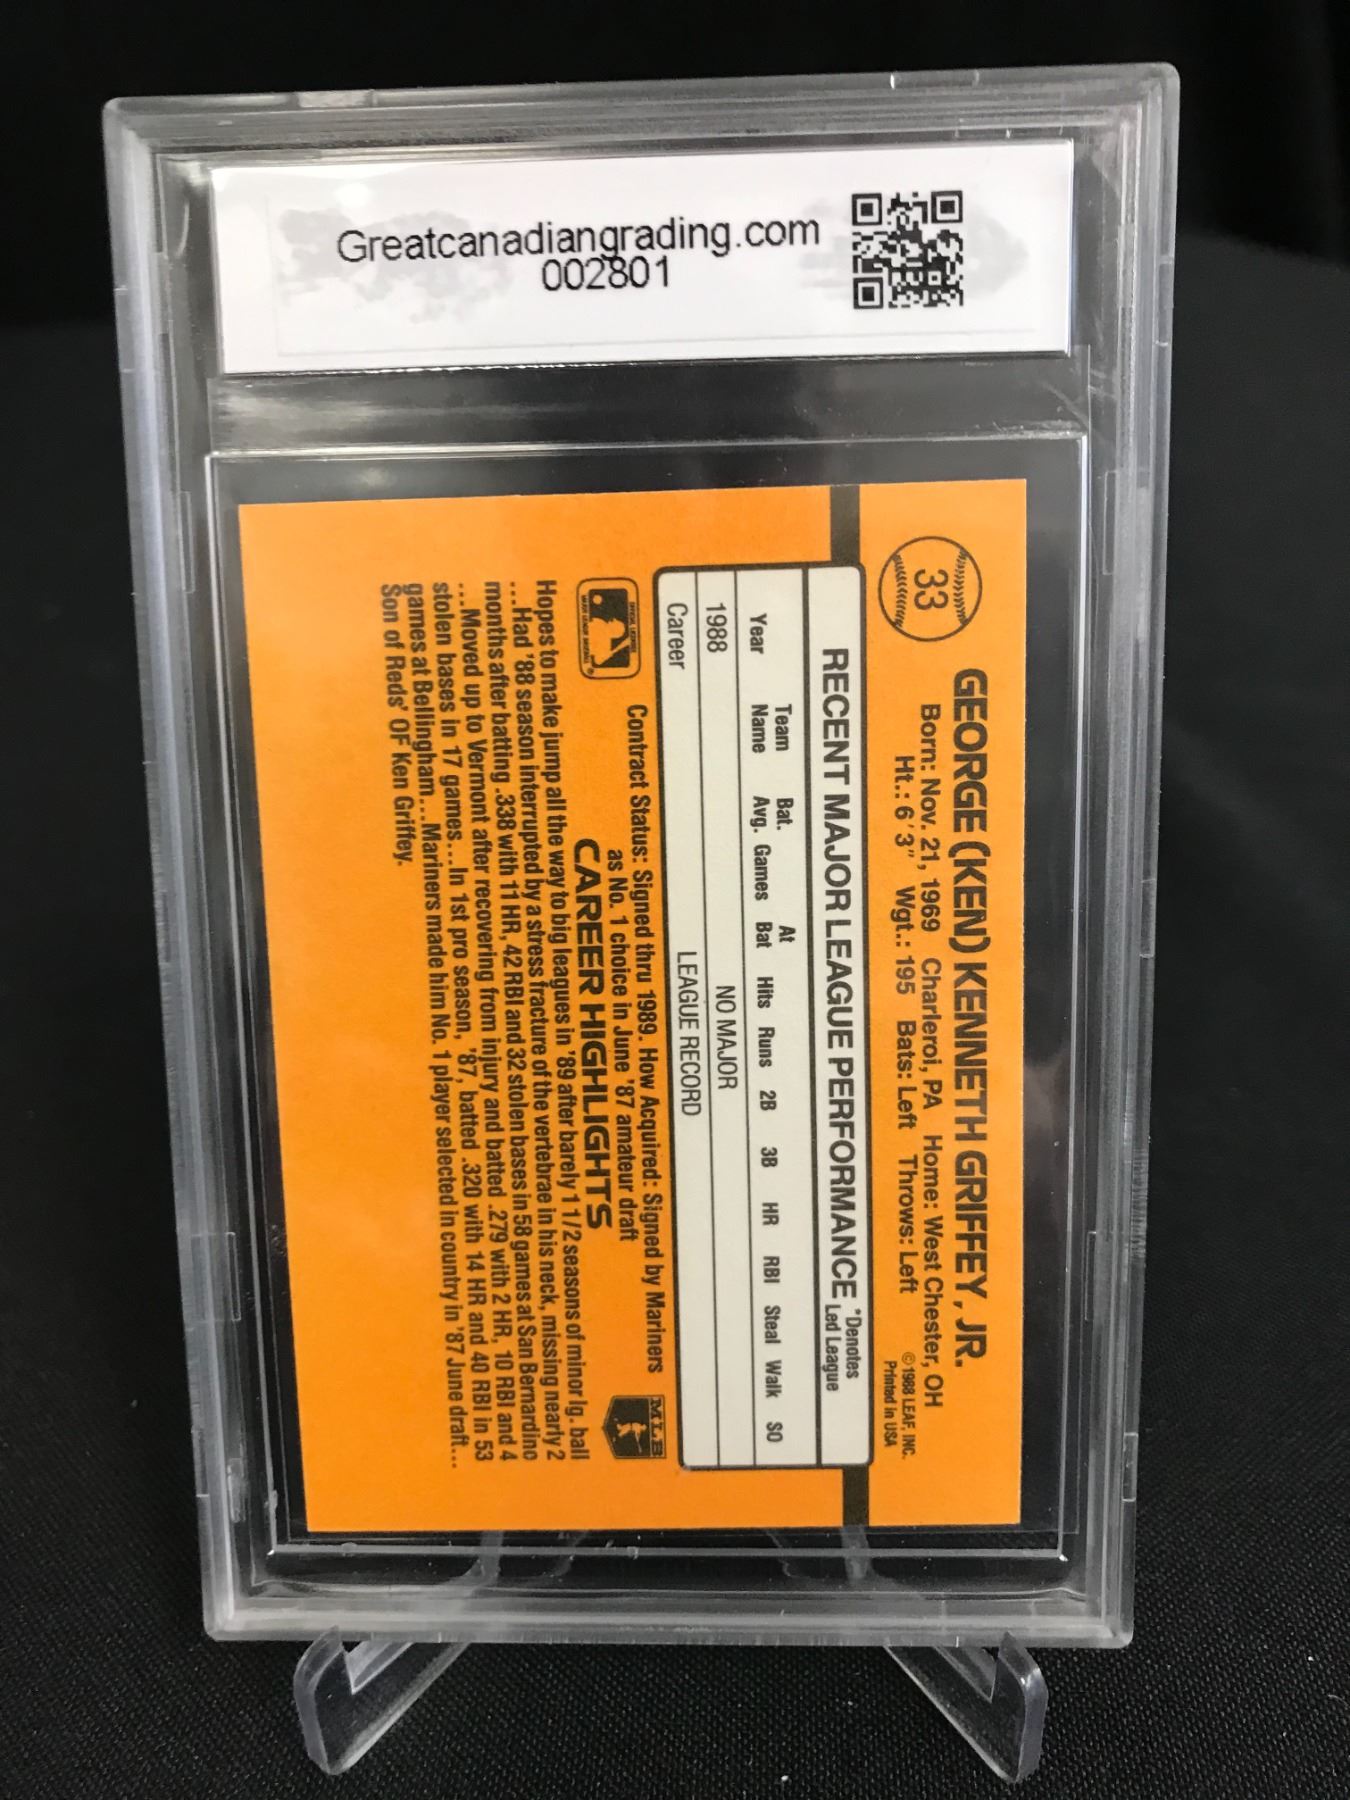 Greatcanadiangrading.com
002801
33
GEORGE (KEN) KENNETH GRIFFEY, JR.
Born: Nov. 21, 1969 Charleroi, PA Home: West Chester, OH
Ht.: 6' 3" Wgt.: 195 Bats: Left Throws: Left
© 1988 LEAF, INC.
Printed in USA
RECENT MAJOR LEAGUE PERFORMANCE
*Denotes
Led League
Year Team Name Bat. Avg. Games At Bat Hits Runs 2B 3B HR RBI Steal Walk SO
1988 NO MAJOR
Career LEAGUE RECORD
Contract Status: Signed thru 1989. How Acquired: Signed by Mariners
as No. 1 choice in June '87 amateur draft
MLB
CAREER HIGHLIGHTS
Hopes to make jump all the way to big leagues in '89 after barely 1 1/2 seasons of minor lg. ball
...Had '88 season interrupted by a stress fracture of the vertebrae in his neck, missing nearly 2
months after batting .338 with 11 HR, 42 RBI and 32 stolen bases in 58 games at San Bernardino
...Moved up to Vermont after recovering from injury and batted .279 with 2 HR, 10 RBI and 4
stolen bases in 17 games...In 1st pro season, '87, batted .320 with 14 HR and 40 RBI in 53
games at Bellingham...Mariners made him No. 1 player selected in country in '87 June draft...
Son of Reds' OF Ken Griffey.